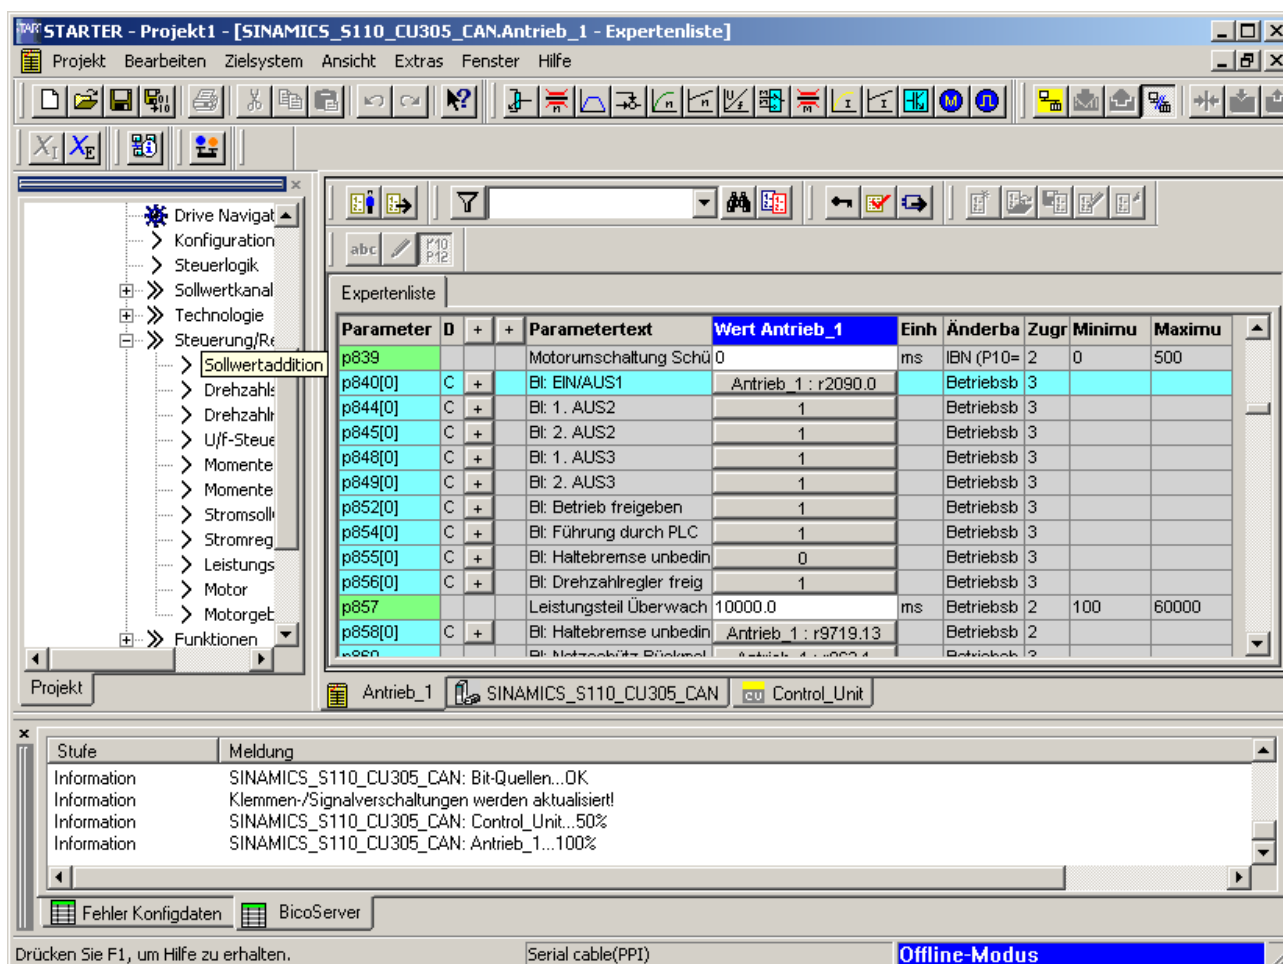 STARTER - Projekt1 - [SINAMICS_S110_CU305_CAN.Antrieb_1 - Expertenliste]
Projekt Bearbeiten Zielsystem Ansicht Extras Fenster Hilfe
Drive Navigat
Konfiguration
Steuerlogik
Sollwertkanal
Technologie
Steuerung/Re
Sollwertaddition
Drehzahls
Drehzahlr
U/f-Steue
Momente
Momente
Stromsoll
Stromreg
Leistungs
Motor
Motorgeb
Funktionen
Projekt
abc
P10
P12
Expertenliste
Parameter D + + Parametertext Wert Antrieb_1 Einh Änderba Zugr Minimu Maximu
p839 Motorumschaltung Schü 0 ms IBN (P10= 2 0 500
p840[0] C + BI: EIN/AUS1 Antrieb_1 : r2090.0 Betriebsb 3
p844[0] C + BI: 1. AUS2 1 Betriebsb 3
p845[0] C + BI: 2. AUS2 1 Betriebsb 3
p848[0] C + BI: 1. AUS3 1 Betriebsb 3
p849[0] C + BI: 2. AUS3 1 Betriebsb 3
p852[0] C + BI: Betrieb freigeben 1 Betriebsb 3
p854[0] C + BI: Führung durch PLC 1 Betriebsb 3
p855[0] C + BI: Haltebremse unbedin 0 Betriebsb 3
p856[0] C + BI: Drehzahlregler freig 1 Betriebsb 3
p857 Leistungsteil Überwach 10000.0 ms Betriebsb 2 100 60000
p858[0] C + BI: Haltebremse unbedin Antrieb_1 : r9719.13 Betriebsb 2
Antrieb_1 SINAMICS_S110_CU305_CAN Control_Unit
Stufe Meldung
Information SINAMICS_S110_CU305_CAN: Bit-Quellen...OK
Information Klemmen-/Signalverschaltungen werden aktualisiert!
Information SINAMICS_S110_CU305_CAN: Control_Unit...50%
Information SINAMICS_S110_CU305_CAN: Antrieb_1...100%
Fehler Konfigdaten BicoServer
Drücken Sie F1, um Hilfe zu erhalten. Serial cable(PPI) Offline-Modus